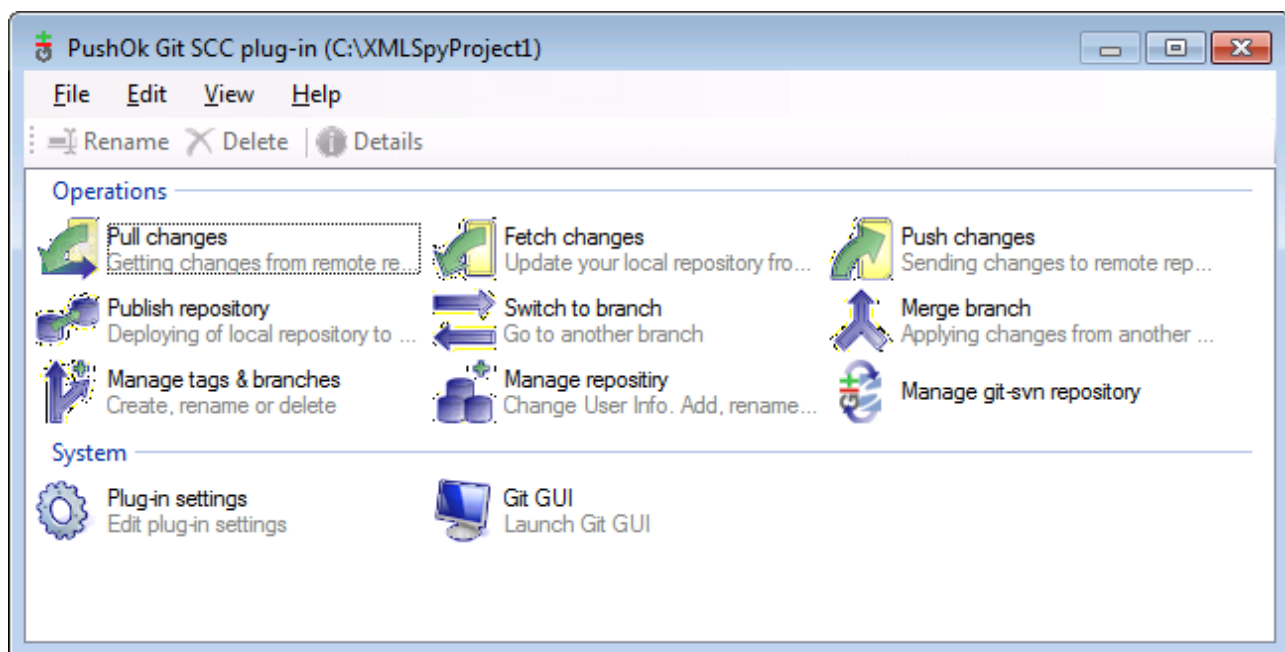 PushOk Git SCC plug-in (C:\XMLSpyProject1)
File Edit View Help
Rename Delete Details
Operations
Pull changes Fetch changes Push changes
Getting changes from remote re... Update your local repository fro... Sending changes to remote rep...
Publish repository Switch to branch Merge branch
Deploying of local repository to ... Go to another branch Applying changes from another ...
Manage tags & branches Manage repositiry Manage git-svn repository
Create, rename or delete Change User Info. Add, rename...
System
Plug-in settings Git GUI
Edit plug-in settings Launch Git GUI